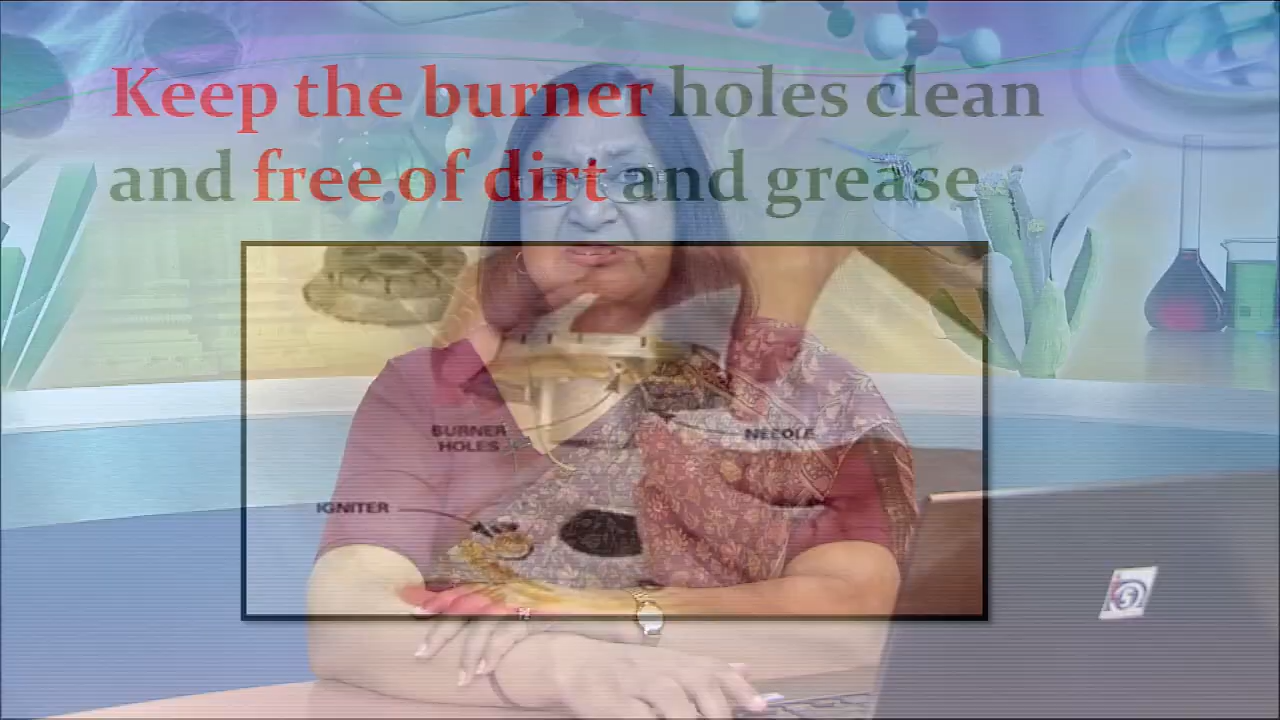 Keep the burner holes clean
and free of dirt and grease
BURNER
HOLES
NEEDLE
IGNITER